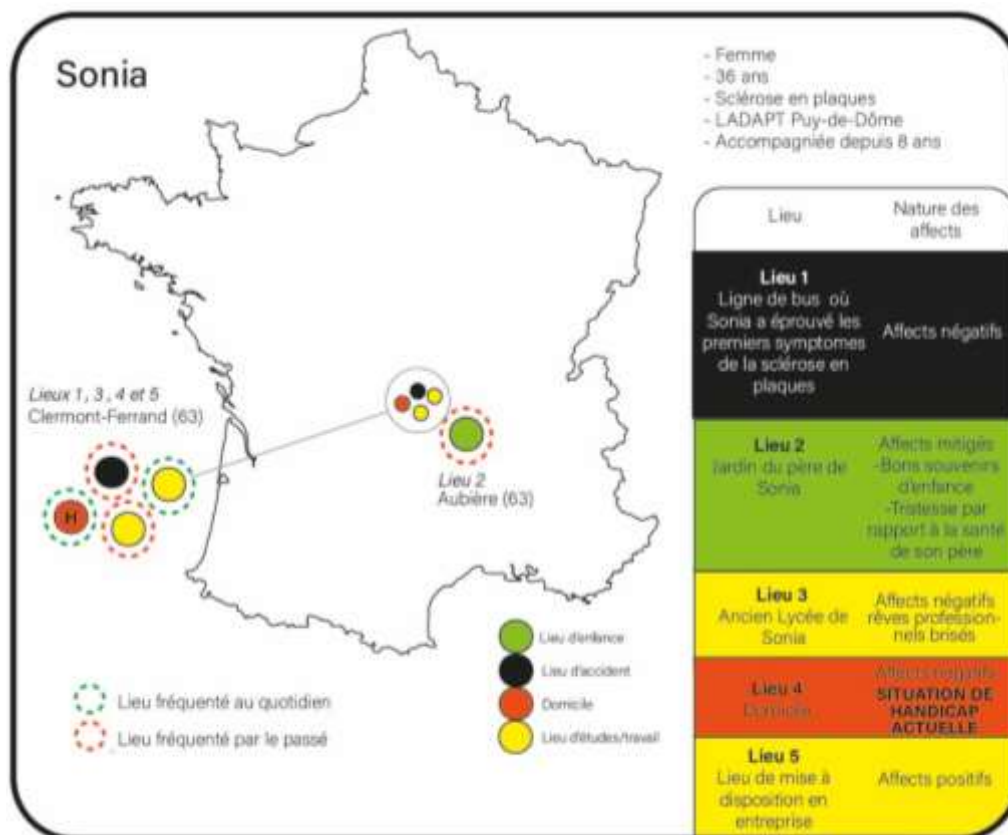 Sonia
- Femme
- 36 ans
- Sclérose en plaques
- LADAPT Puy-de-Dôme
- Accompagniée depuis 8 ans
Lieux 1, 3, 4 et 5
Clermont-Ferrand (63)
H
Lieu 2
Aubière (63)
Lieu fréquenté au quotidien
Lieu fréquenté par le passé
Lieu d'enfance
Lieu d'accident
Domicile
Lieu d'études/travail
Lieu
Nature des
affects
Lieu 1
Ligne de bus où
Sonia a éprouvé les
premiers symptomes
de la sclérose en
plaques
Affects négatifs
Lieu 2
Jardin du père de
Sonia
Affects mitigés
-Bons souvenirs
d'enfance
-Tristesse par
rapport à la santé
de son père
Lieu 3
Ancien Lycée de
Sonia
Affects négatifs
rêves profession-
nels brisés
Lieu 4
Domicile
Affects négatifs
SITUATION DE
HANDICAP
ACTUELLE
Lieu 5
Lieu de mise à
disposition en
entreprise
Affects positifs